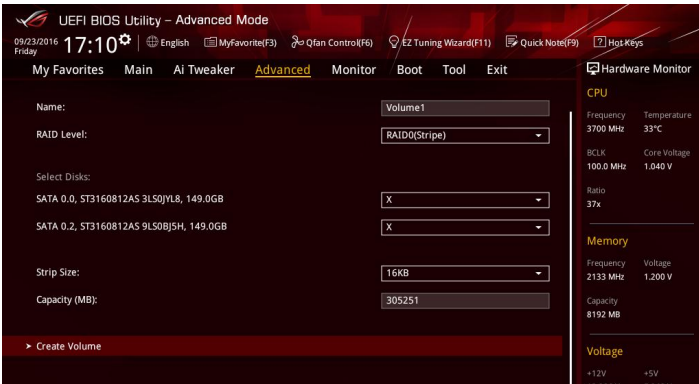 UEFI BIOS Utility – Advanced Mode
09/23/2016 Friday 17:10 English MyFavorite(F3) Qfan Control(F6) EZ Tuning Wizard(F11) Quick Note(F9) ? Hot Keys
My Favorites Main Ai Tweaker Advanced Monitor Boot Tool Exit
Name: Volume1
RAID Level: RAID0(Stripe)
Select Disks:
SATA 0.0, ST3160812AS 3LS0JYL8, 149.0GB X
SATA 0.2, ST3160812AS 9LS0BJ5H, 149.0GB X
Strip Size: 16KB
Capacity (MB): 305251
> Create Volume
Hardware Monitor
CPU
Frequency Temperature
3700 MHz 33°C
BCLK Core Voltage
100.0 MHz 1.040 V
Ratio
37x
Memory
Frequency Voltage
2133 MHz 1.200 V
Capacity
8192 MB
Voltage
+12V +5V